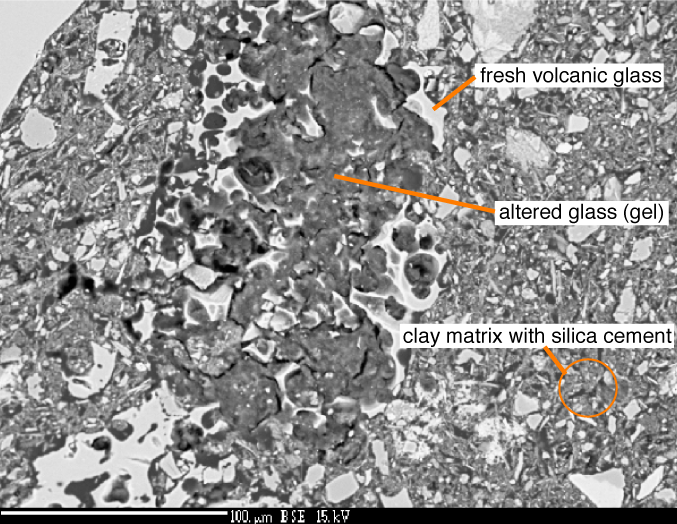 fresh volcanic glass
altered glass (gel)
clay matrix with silica cement
100.µm BSE 15.kV